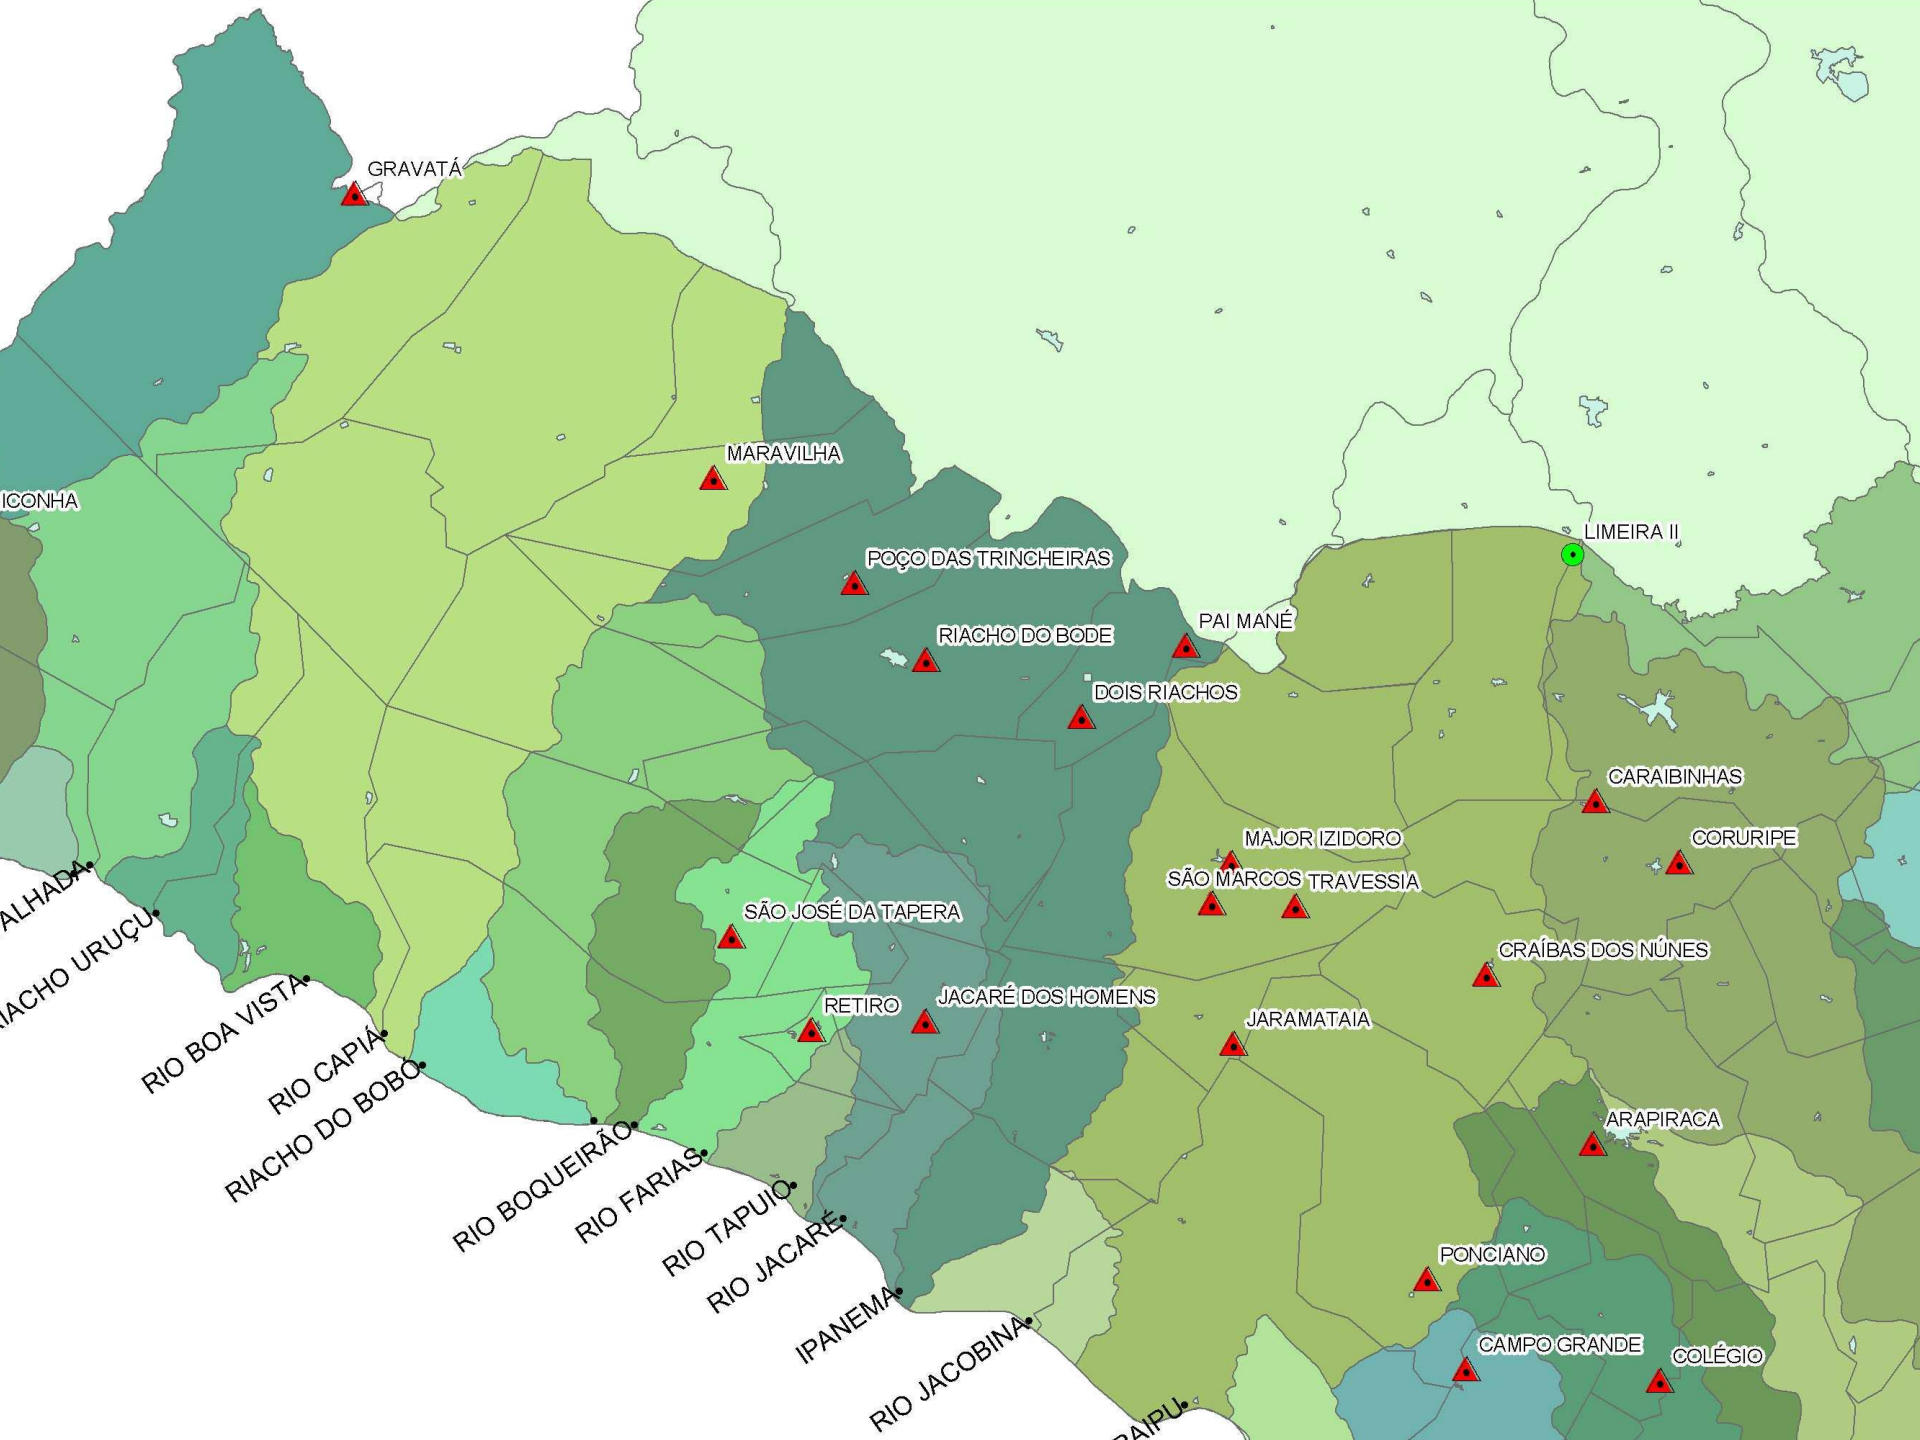 GRAVATÁ
MARAVILHA
ICONHA
LIMEIRA II
POÇO DAS TRINCHEIRAS
PAI MANÉ
RIACHO DO BODE
DOIS RIACHOS
CARAIBINHAS
MAJOR IZIDORO
CORURIPE
SÃO MARCOS
TRAVESSIA
ALHADA
SÃO JOSÉ DA TAPERA
CRAÍBAS DOS NÚNES
IACHO URUÇU
RETIRO
JACARÉ DOS HOMENS
JARAMATAIA
RIO BOA VISTA
RIO CAPIÁ
RIACHO DO BOBÓ
ARAPIRACA
RIO BOQUEIRÃO
RIO FARIAS
RIO TAPUIO
RIO JACARÉ
PONCIANO
IPANEMA
RIO JACOBINA
CAMPO GRANDE
COLÉGIO
AIPU